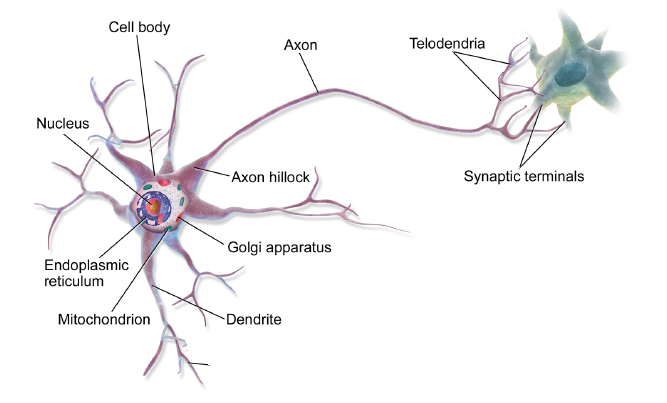 Cell body
Axon
Telodendria
Nucleus
Axon hillock
Synaptic terminals
Golgi apparatus
Endoplasmic
reticulum
Mitochondrion
Dendrite